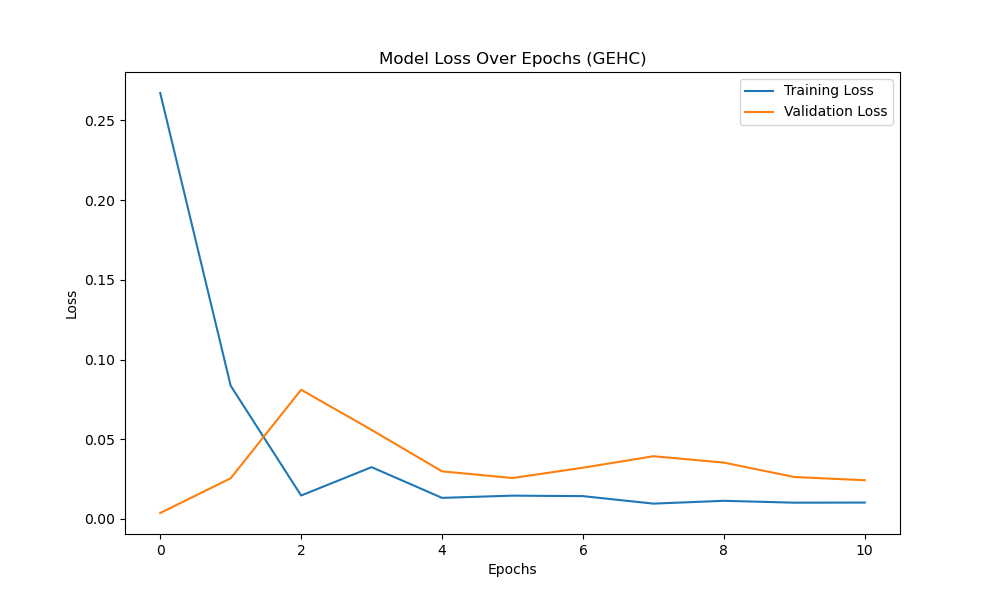 Model Loss Over Epochs (GEHC)
Training Loss
Validation Loss
0.25
0.20
0.15
0.10
0.05
0.00
Loss
0 2 4 6 8 10
Epochs